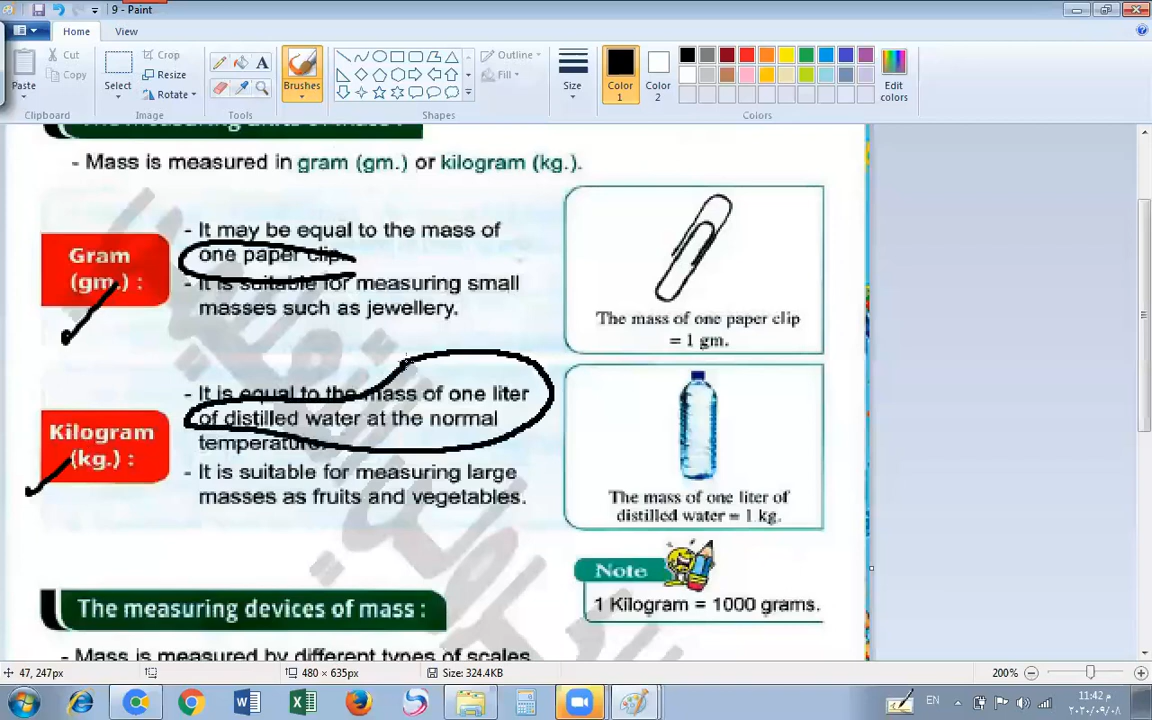 9 - Paint
Home View
Cut
Copy
Paste
Clipboard
Crop
Resize
Rotate
Select
Image
A
Tools
Brushes
Outline
Fill
Shapes
Size
Color 1
Color 2
Edit colors
Colors
- Mass is measured in gram (gm.) or kilogram (kg.).
Gram
(gm.) :
- It may be equal to the mass of
one paper clip.
- It is suitable for measuring small
masses such as jewellery.
The mass of one paper clip
= 1 gm.
Kilogram
(kg.) :
- It is equal to the mass of one liter
of distilled water at the normal
temperature.
- It is suitable for measuring large
masses as fruits and vegetables.
The mass of one liter of
distilled water = 1 kg.
Note
1 Kilogram = 1000 grams.
The measuring devices of mass :
- Mass is measured by different types of scales
47, 247px
480 × 635px
Size: 324.4KB
200%
EN
11:42 م
٢٠٢٠/٠٩/٠٨